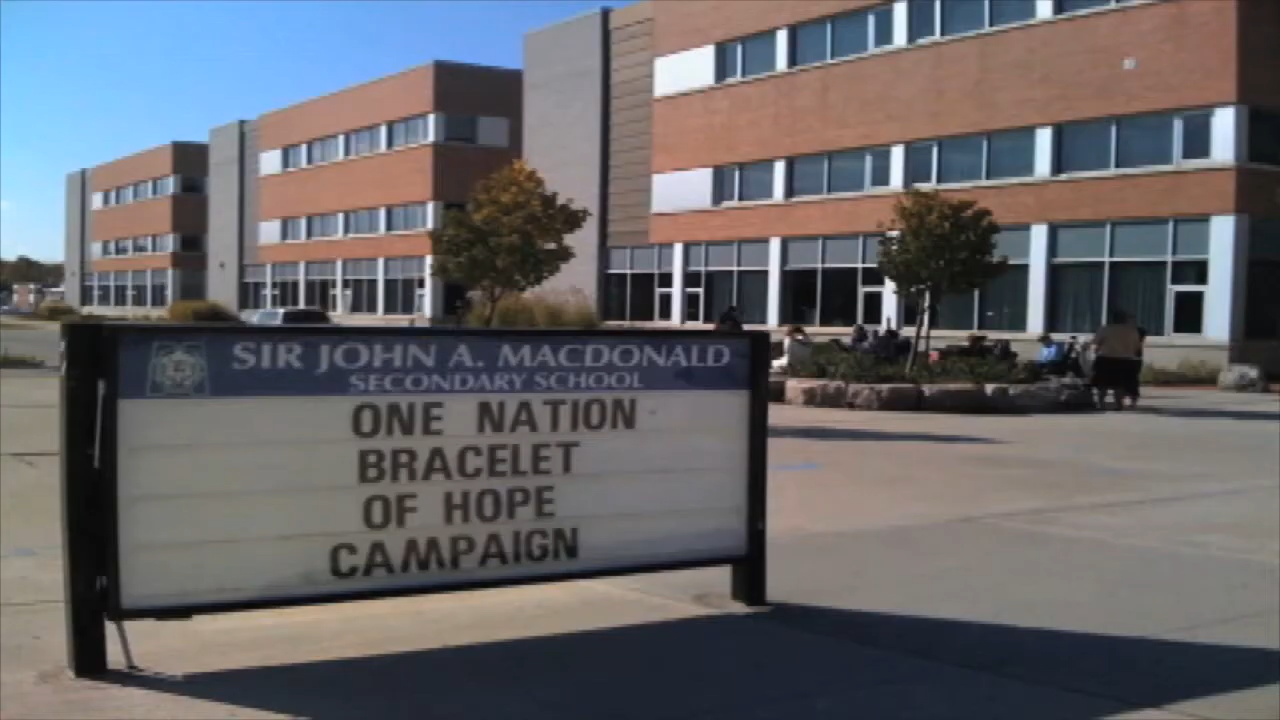 SIR JOHN A. MACDONALD
SECONDARY SCHOOL
ONE NATION
BRACELET
OF HOPE
CAMPAIGN